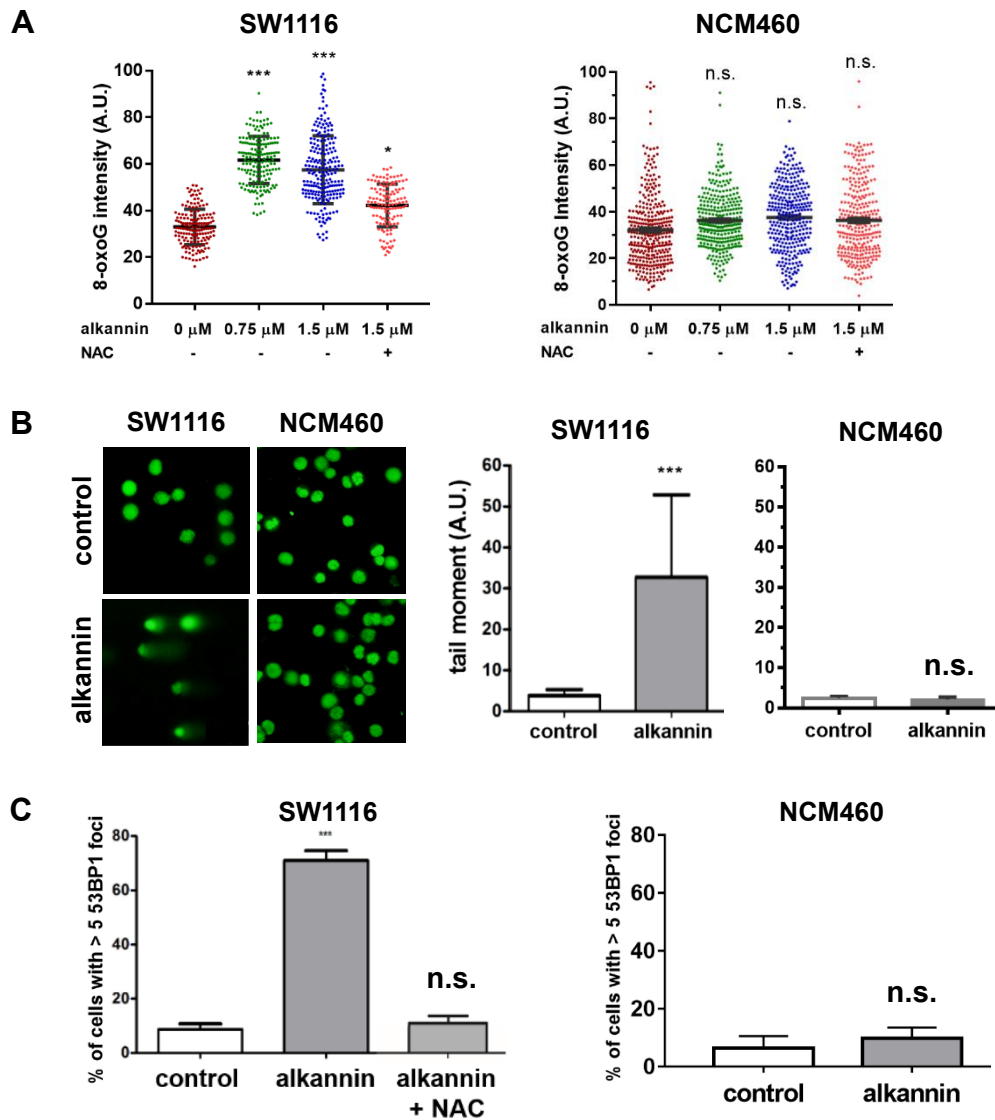 A
SW1116
NCM460
8-oxoG intensity (A.U.)
100
80
60
40
20
0
***
***
*
alkannin 0 μM 0.75 μM 1.5 μM 1.5 μM
NAC - - - +
8-oxoG Intensity (A.U.)
100
80
60
40
20
0
n.s.
n.s.
n.s.
alkannin 0 μM 0.75 μM 1.5 μM 1.5 μM
NAC - - - +
B
SW1116 NCM460
control
alkannin
SW1116
tail moment (A.U.)
60
50
40
30
20
10
0
***
control alkannin
NCM460
60
50
40
30
20
10
0
n.s.
control alkannin
C
SW1116
% of cells with > 5 53BP1 foci
80
60
40
20
0
***
n.s.
control alkannin alkannin
+ NAC
NCM460
% of cells with > 5 53BP1 foci
80
60
40
20
0
n.s.
control alkannin